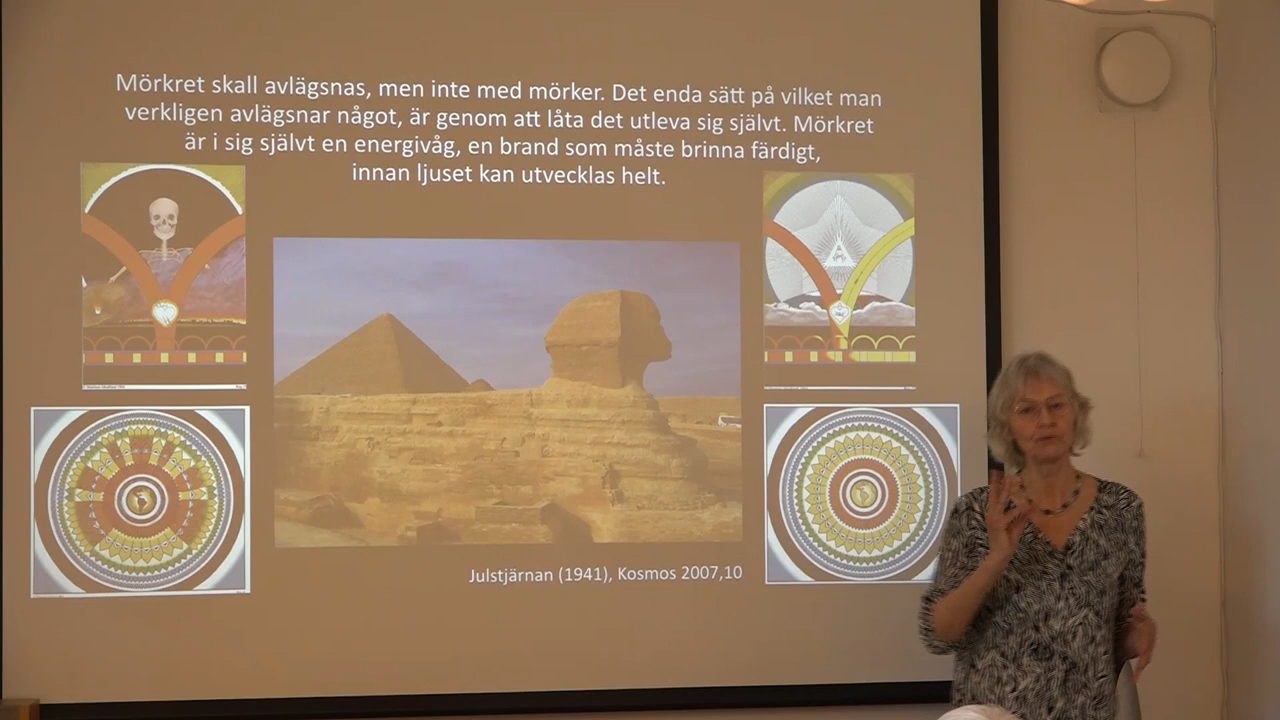 Mörkret skall avlägsnas, men inte med mörker. Det enda sätt på vilket man
verkligen avlägsnar något, är genom att låta det utleva sig självt. Mörkret
är i sig självt en energivåg, en brand som måste brinna färdigt,
innan ljuset kan utvecklas helt.
Julstjärnan (1941), Kosmos 2007,10